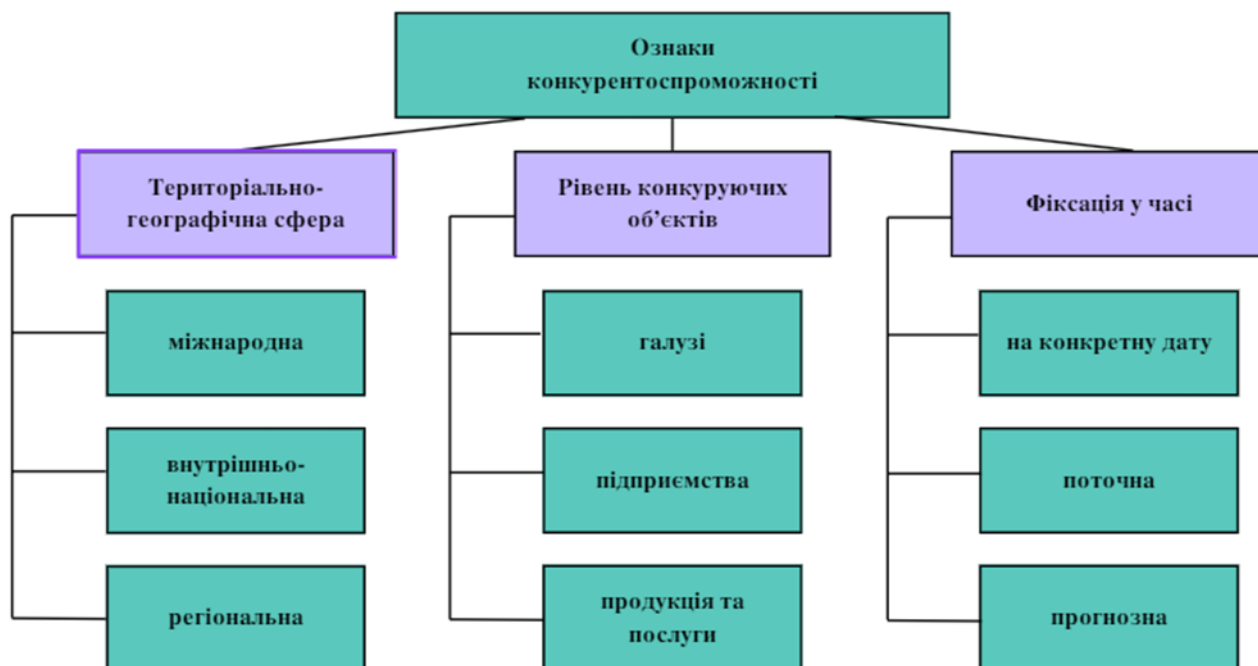 Ознаки
конкурентоспроможності
Територіально-
географічна сфера
міжнародна
внутрішньо-
національна
регіональна
Рівень конкуруючих
об’єктів
галузі
підприємства
продукція та
послуги
Фіксація у часі
на конкретну дату
поточна
прогнозна